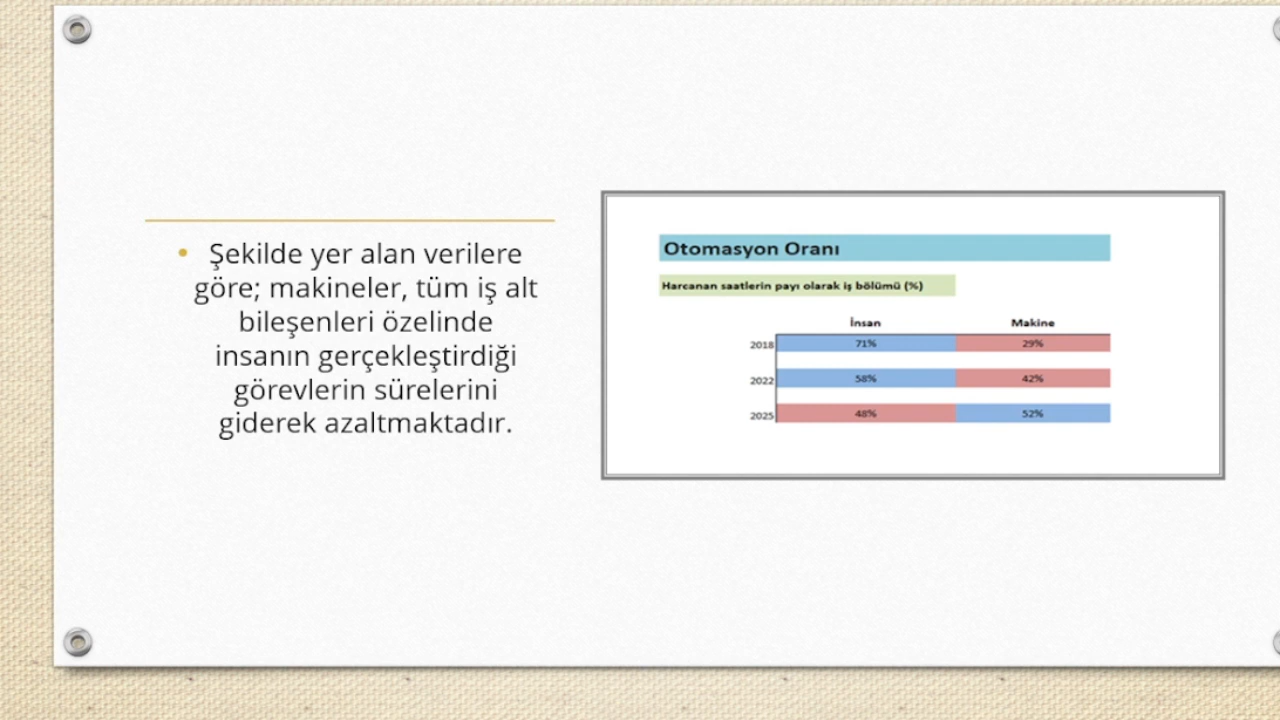 • Şekilde yer alan verilere
göre; makineler, tüm iş alt
bileşenleri özelinde
insanın gerçekleştirdiği
görevlerin sürelerini
giderek azaltmaktadır.
Otomasyon Oranı
Harcanan saatlerin payı olarak iş bölümü (%)
İnsan Makine
2018 71% 29%
2022 58% 42%
2025 48% 52%